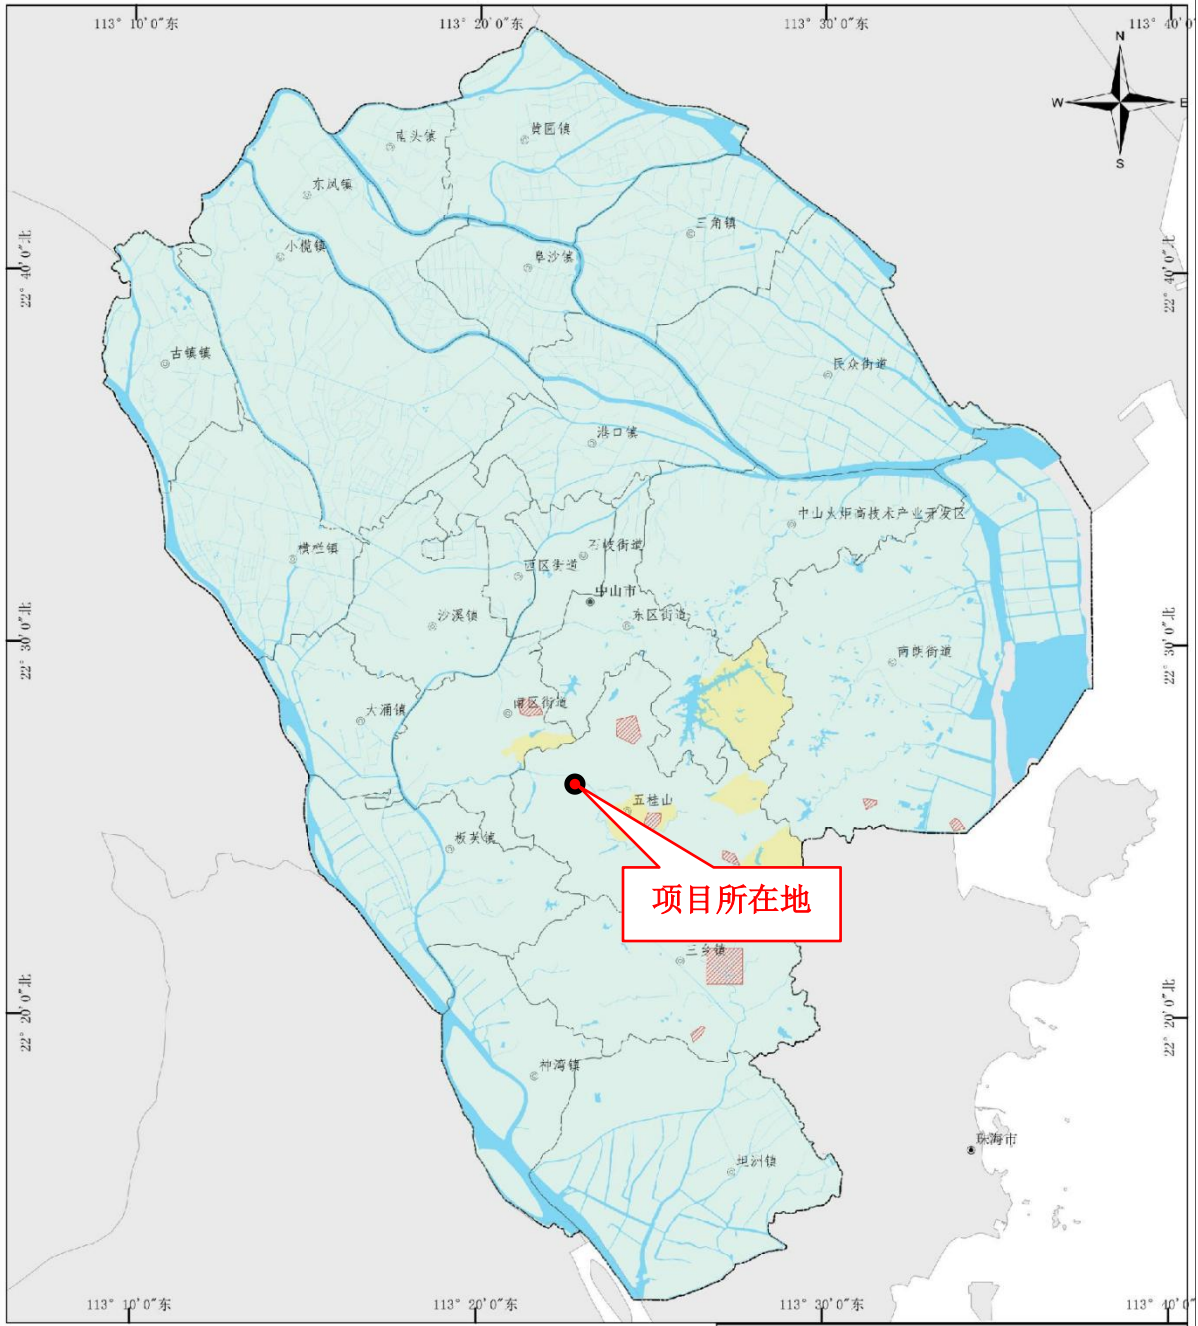 113° 10′0″东
113° 20′0″东
113° 30′0″东
113° 40′0
N
W
E
S
南头镇
黄圃镇
东凤镇
三角镇
小榄镇
阜沙镇
22° 40′0″北
22° 40′0″北
古镇镇
民众街道
港口镇
中山火炬高技术产业开发区
石岐街道
横栏镇
西区街道
中山市
沙溪镇
东区街道
22° 30′0″北
22° 30′0″北
南朗街道
大涌镇
南区街道
五桂山
板芙镇
项目所在地
三乡镇
22° 20′0″北
22° 20′0″北
神湾镇
珠海市
坦洲镇
113° 10′0″东
113° 20′0″东
113° 30′0″东
113° 40′0